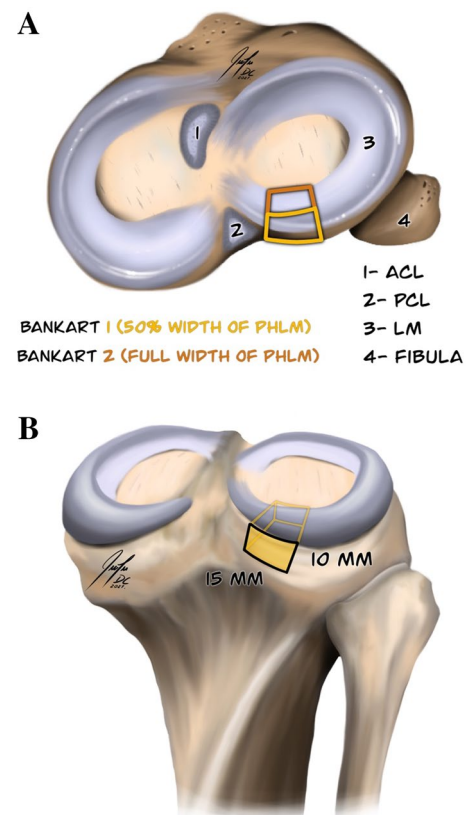 A
1
3
2
4
1- ACL
2- PCL
3- LM
4- FIBULA
BANKART 1 (50% WIDTH OF PHLM)
BANKART 2 (FULL WIDTH OF PHLM)
B
10 MM
15 MM